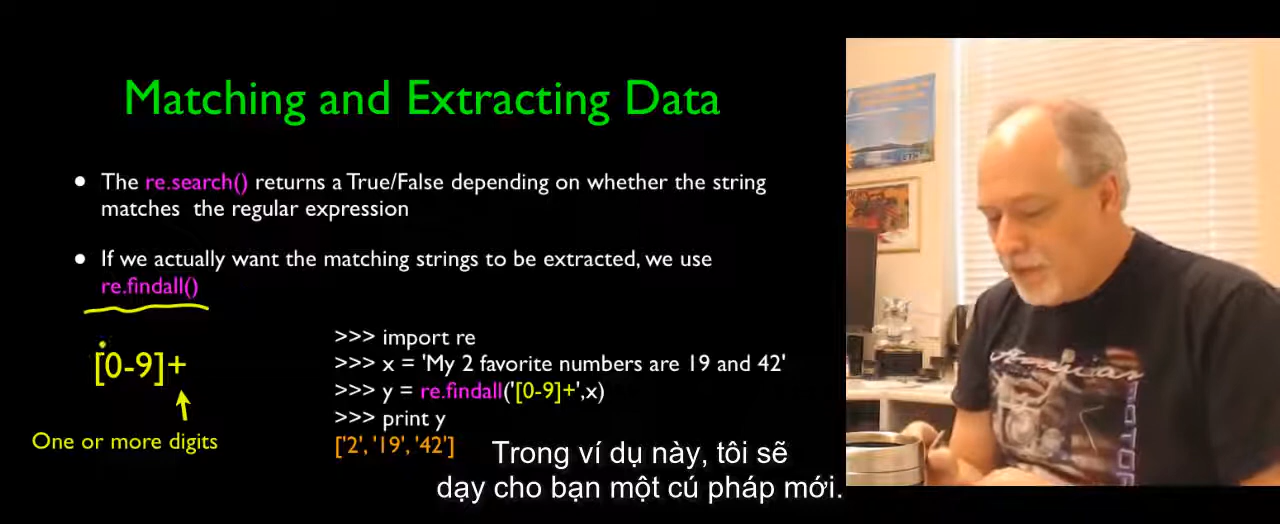 Matching and Extracting Data
• The re.search() returns a True/False depending on whether the string
matches the regular expression
• If we actually want the matching strings to be extracted, we use
re.findall()
[0-9]+
One or more digits
>>> import re
>>> x = 'My 2 favorite numbers are 19 and 42'
>>> y = re.findall('[0-9]+',x)
>>> print y
['2','19','42']
Trong ví dụ này, tôi sẽ
dạy cho bạn một cú pháp mới.